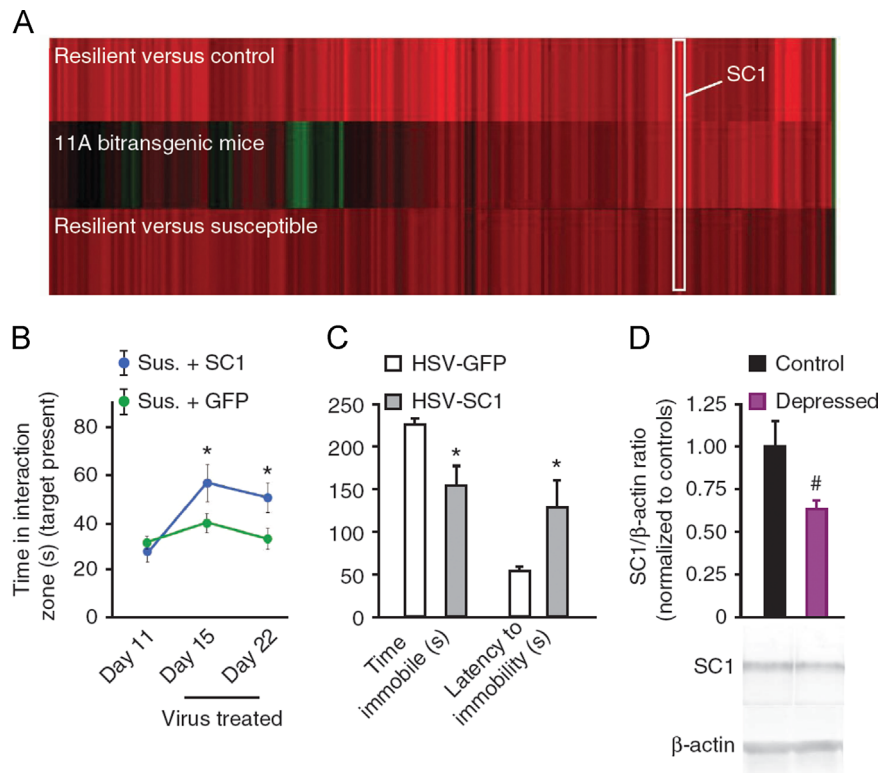 A
Resilient versus control
SC1
11A bitransgenic mice
Resilient versus susceptible
B
Sus. + SC1
Sus. + GFP
Time in interaction
zone (s) (target present)
80
60
40
20
0
*
*
Day 11
Day 15
Day 22
Virus treated
C
HSV-GFP
HSV-SC1
250
200
150
100
50
0
*
*
Time
immobile (s)
Latency to
immobility (s)
D
Control
Depressed
SC1/β-actin ratio
(normalized to controls)
1.25
1.00
0.75
0.50
0.25
0
#
SC1
β-actin